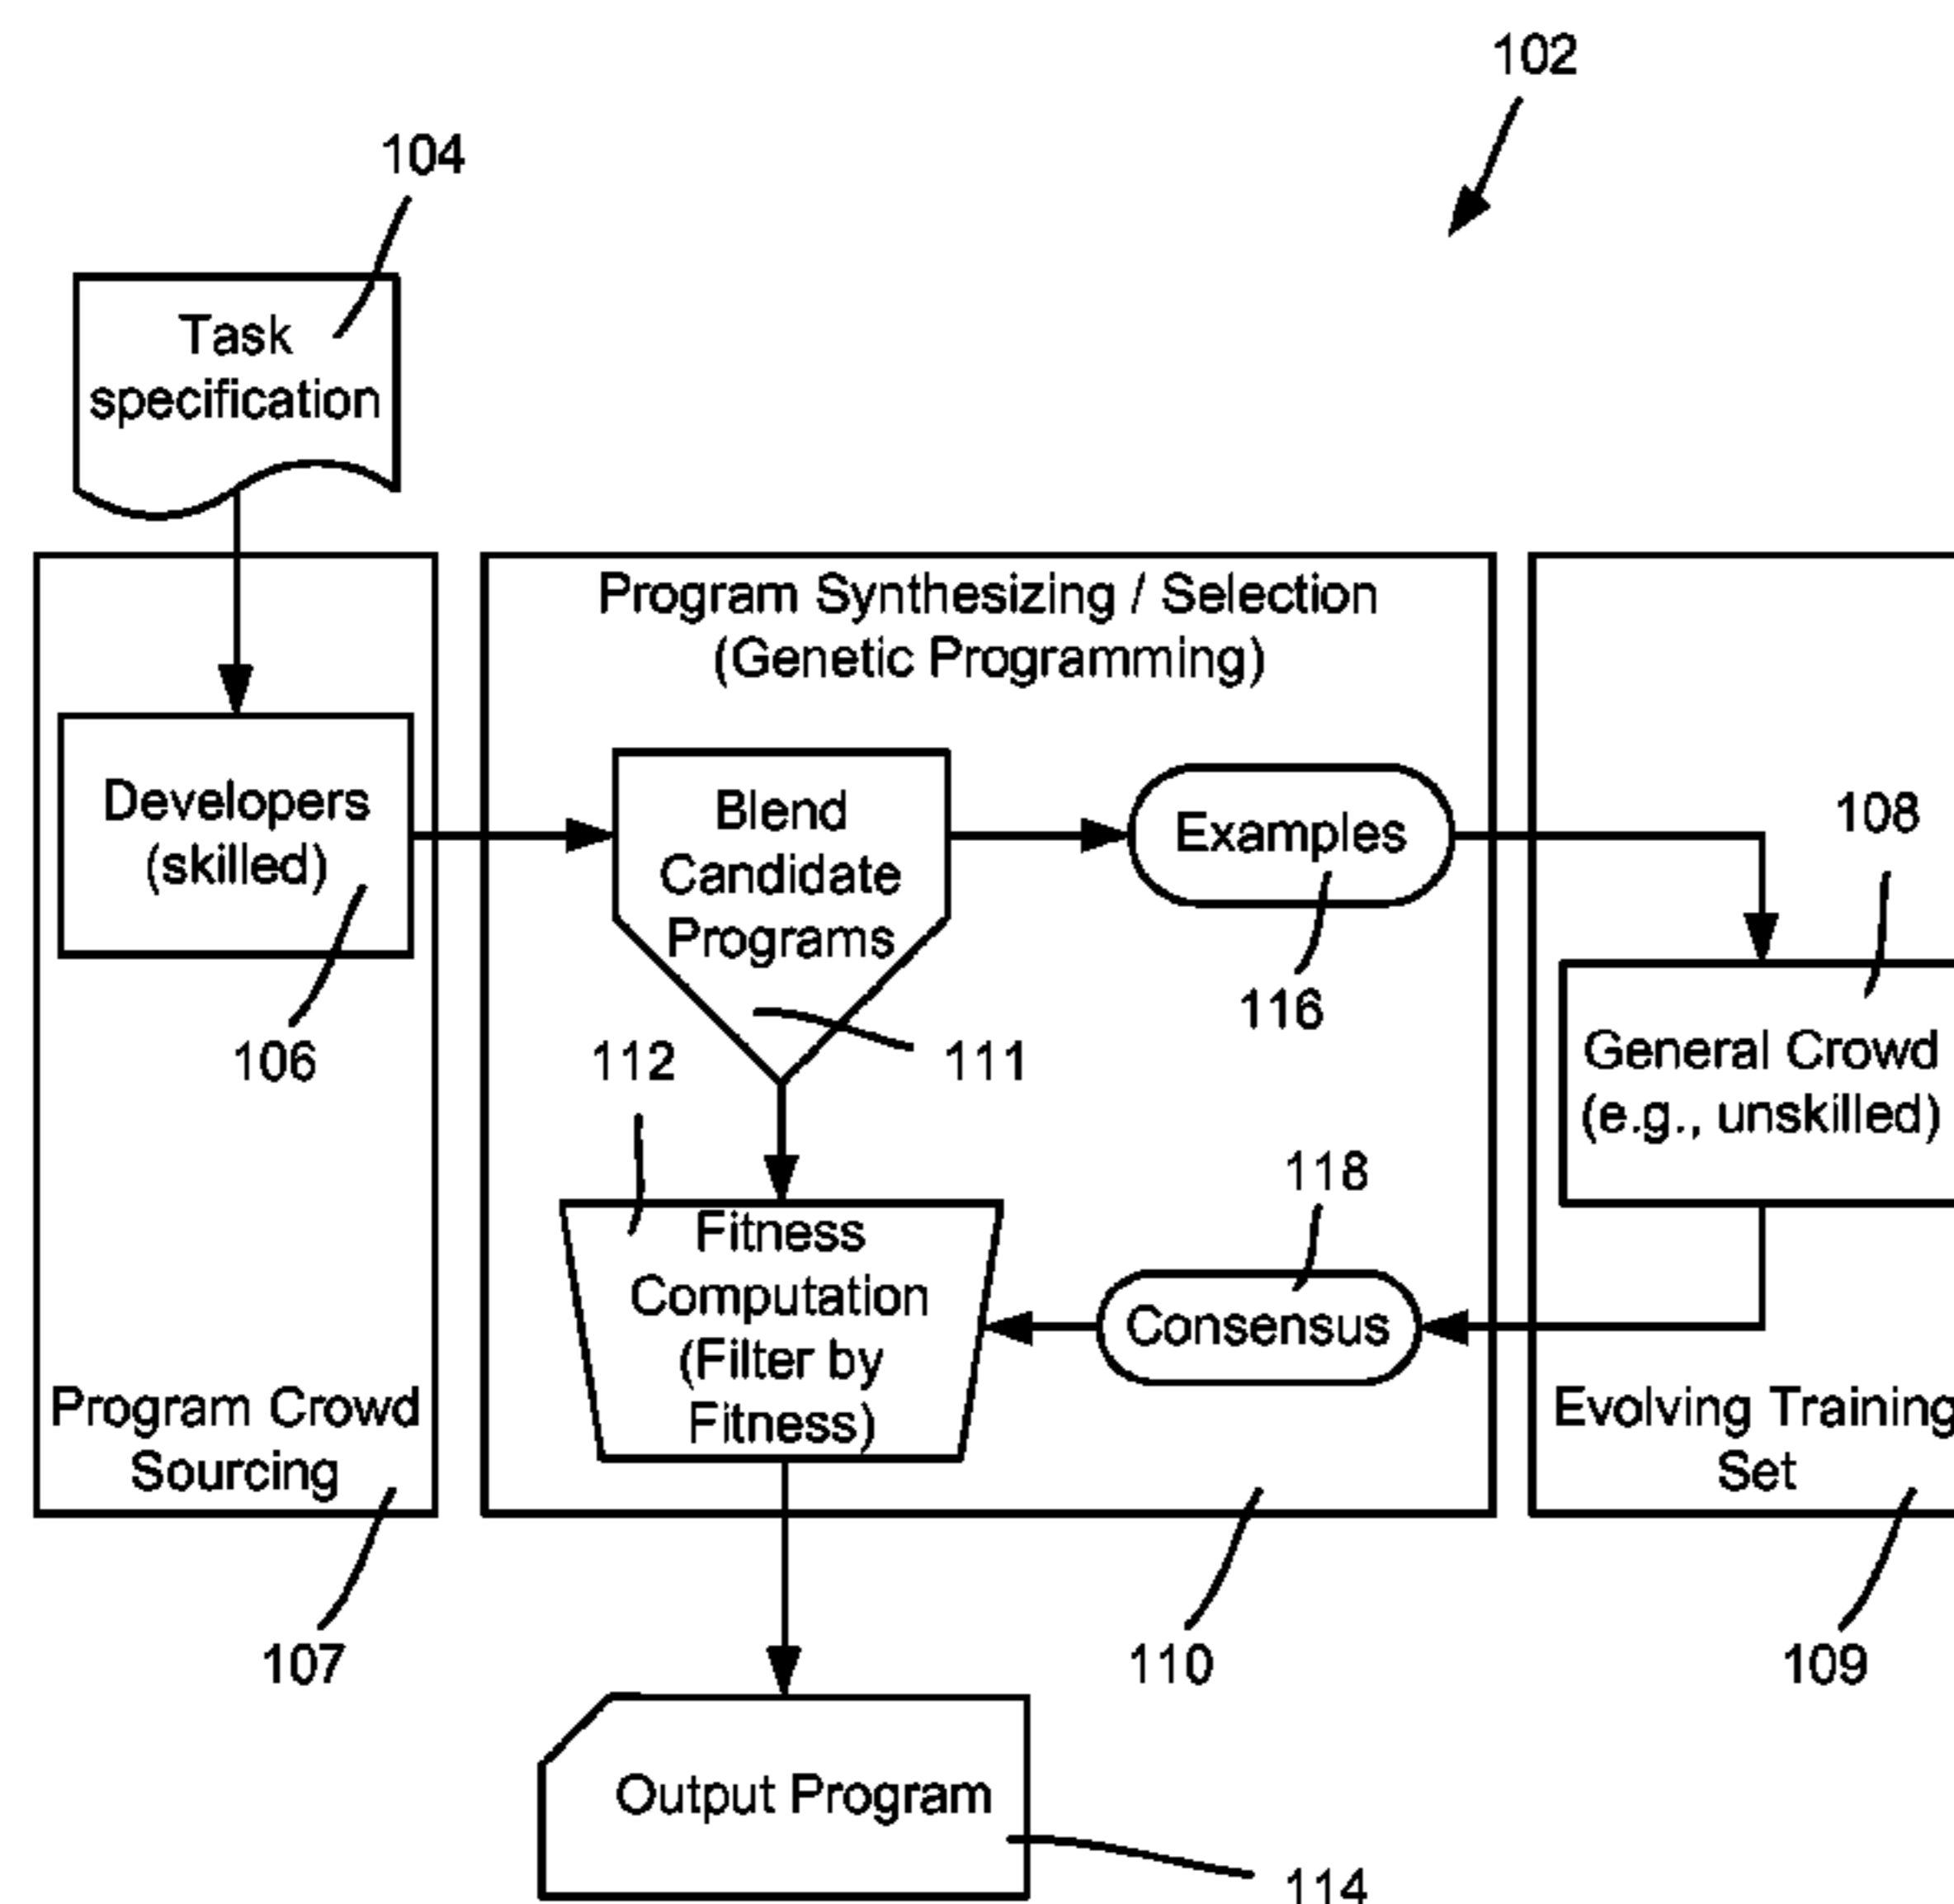 102
104
Task
specification
Program Synthesizing / Selection
(Genetic Programming)
Developers
(skilled)
106
Blend
Candidate
Programs
111
Examples
116
108
General Crowd
(e.g., unskilled)
112
Fitness
Computation
(Filter by
Fitness)
118
Consensus
Program Crowd
Sourcing
107
110
Evolving Training
Set
109
Output Program
114